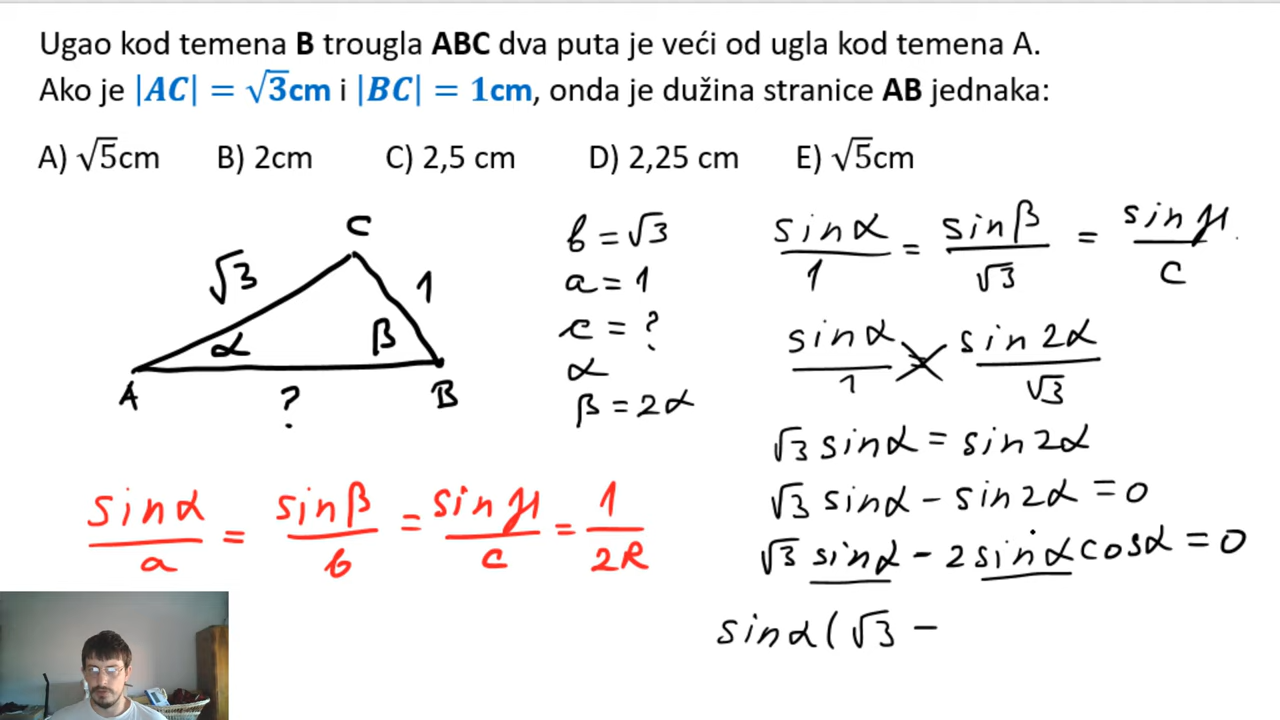 Ugao kod temena B trougla ABC dva puta je veći od ugla kod temena A.
Ako je |AC| = √3cm i |BC| = 1cm, onda je dužina stranice AB jednaka:
A) √5cm B) 2cm C) 2,5 cm D) 2,25 cm E) √5cm
C
√3
1
α
β
A
?
B
b = √3
a = 1
c = ?
α
β = 2α
sinα/1 = sinβ/√3 = sinγ/c
sinα/1 = sin2α/√3
√3 sinα = sin2α
√3 sinα - sin2α = 0
√3 sinα - 2 sinα cosα = 0
sinα(√3 -
sinα/a = sinβ/b = sinγ/c = 1/2R